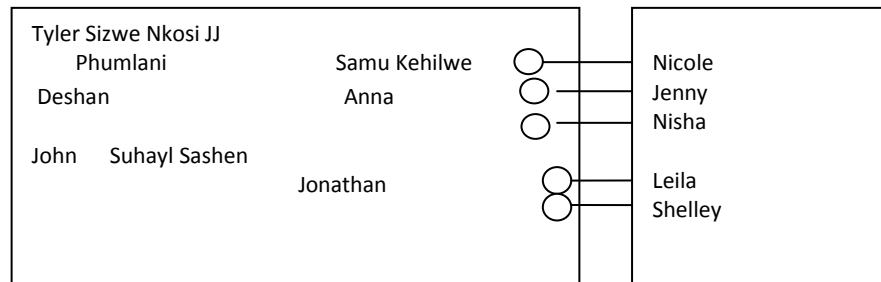 Tyler Sizwe Nkosi JJ
Phumlani Samu Kehilwe Nicole
Deshan Anna Jenny
Nisha
John Suhayl Sashen
Jonathan Leila
Shelley